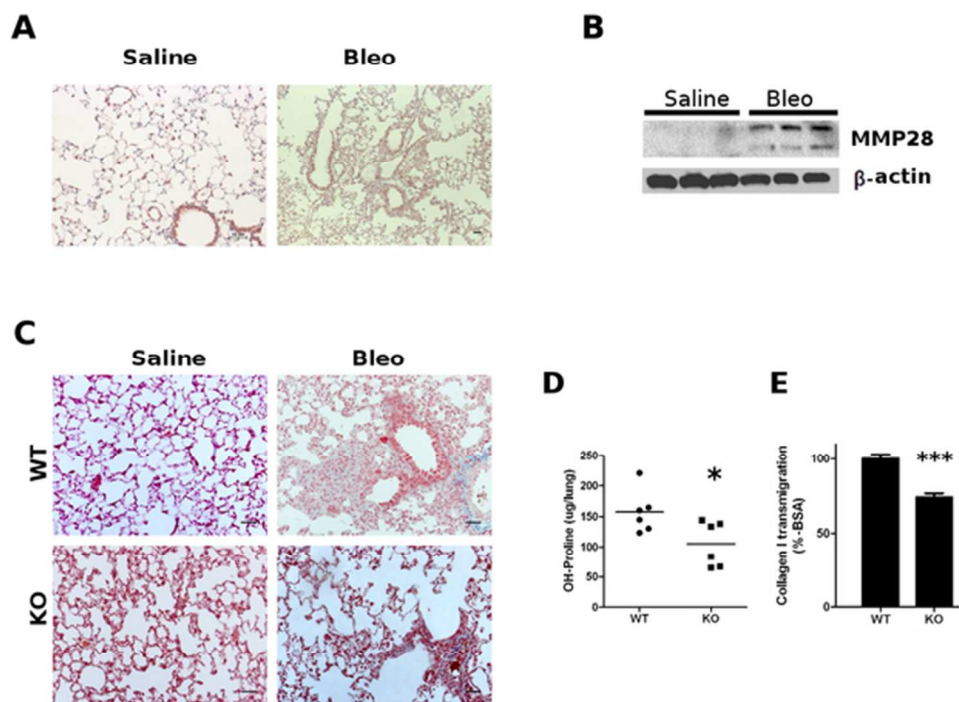 A
Saline Bleo
B
Saline Bleo
MMP28
β-actin
C
Saline Bleo
WT
KO
D
OH-Proline (ug/lung)
250
200
150
100
50
0
*
WT KO
E
Collagen I transmigration
(%-BSA)
100
50
0
***
WT KO